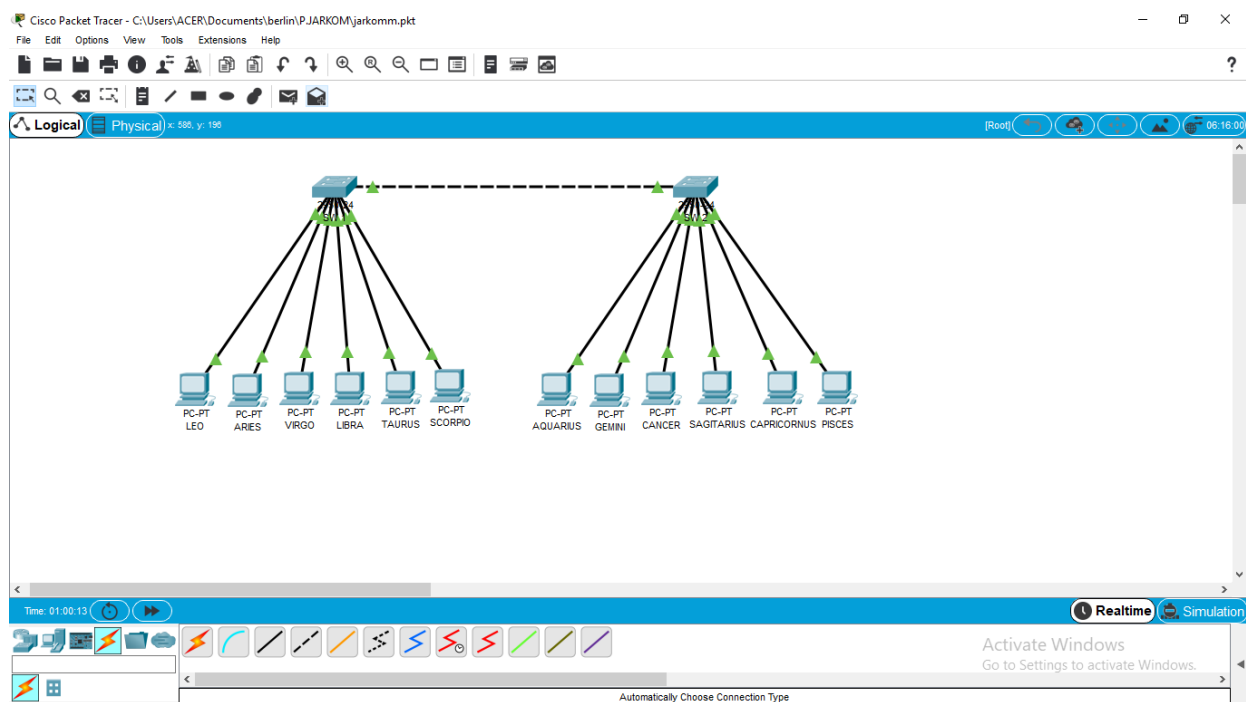 Cisco Packet Tracer - C:\Users\ACER\Documents\berlin\P.JARKOM\jarkomm.pkt
File Edit Options View Tools Extensions Help
Logical Physical x: 586, y: 196 [Root] 06:16:00
SW 2
PC-PT PC-PT PC-PT PC-PT PC-PT PC-PT PC-PT PC-PT PC-PT PC-PT PC-PT PC-PT
LEO ARIES VIRGO LIBRA TAURUS SCORPIO AQUARIUS GEMINI CANCER SAGITARIUS CAPRICORNUS PISCES
Time: 01:00:13 Realtime Simulation
Activate Windows
Go to Settings to activate Windows.
Automatically Choose Connection Type